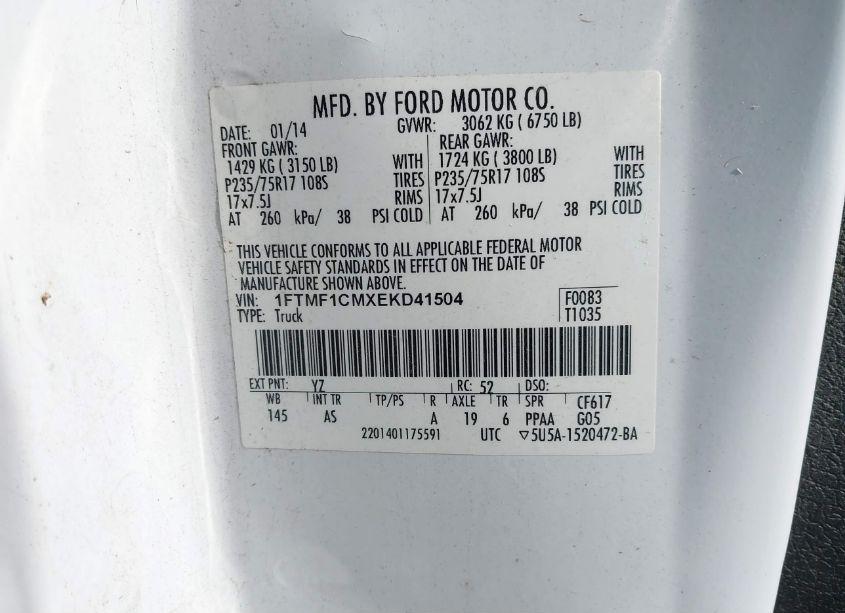 MFD. BY FORD MOTOR CO.
DATE: 01/14 GVWR: 3062 KG ( 6750 LB)
FRONT GAWR: REAR GAWR:
1429 KG ( 3150 LB) WITH 1724 KG ( 3800 LB) WITH
P235/75R17 108S TIRES P235/75R17 108S TIRES
17x7.5J RIMS 17x7.5J RIMS
AT 260 kPa/ 38 PSI COLD AT 260 kPa/ 38 PSI COLD
THIS VEHICLE CONFORMS TO ALL APPLICABLE FEDERAL MOTOR
VEHICLE SAFETY STANDARDS IN EFFECT ON THE DATE OF
MANUFACTURE SHOWN ABOVE.
VIN: 1FTMF1CMXEKD41504 F0083
TYPE: Truck T1035
EXT PNT: YZ RC: 52 DSO:
WB INT TR TP/PS R AXLE TR SPR CF617
145 AS A 19 6 PPAA G05
2201401175591 UTC ▽5U5A-1520472-BA